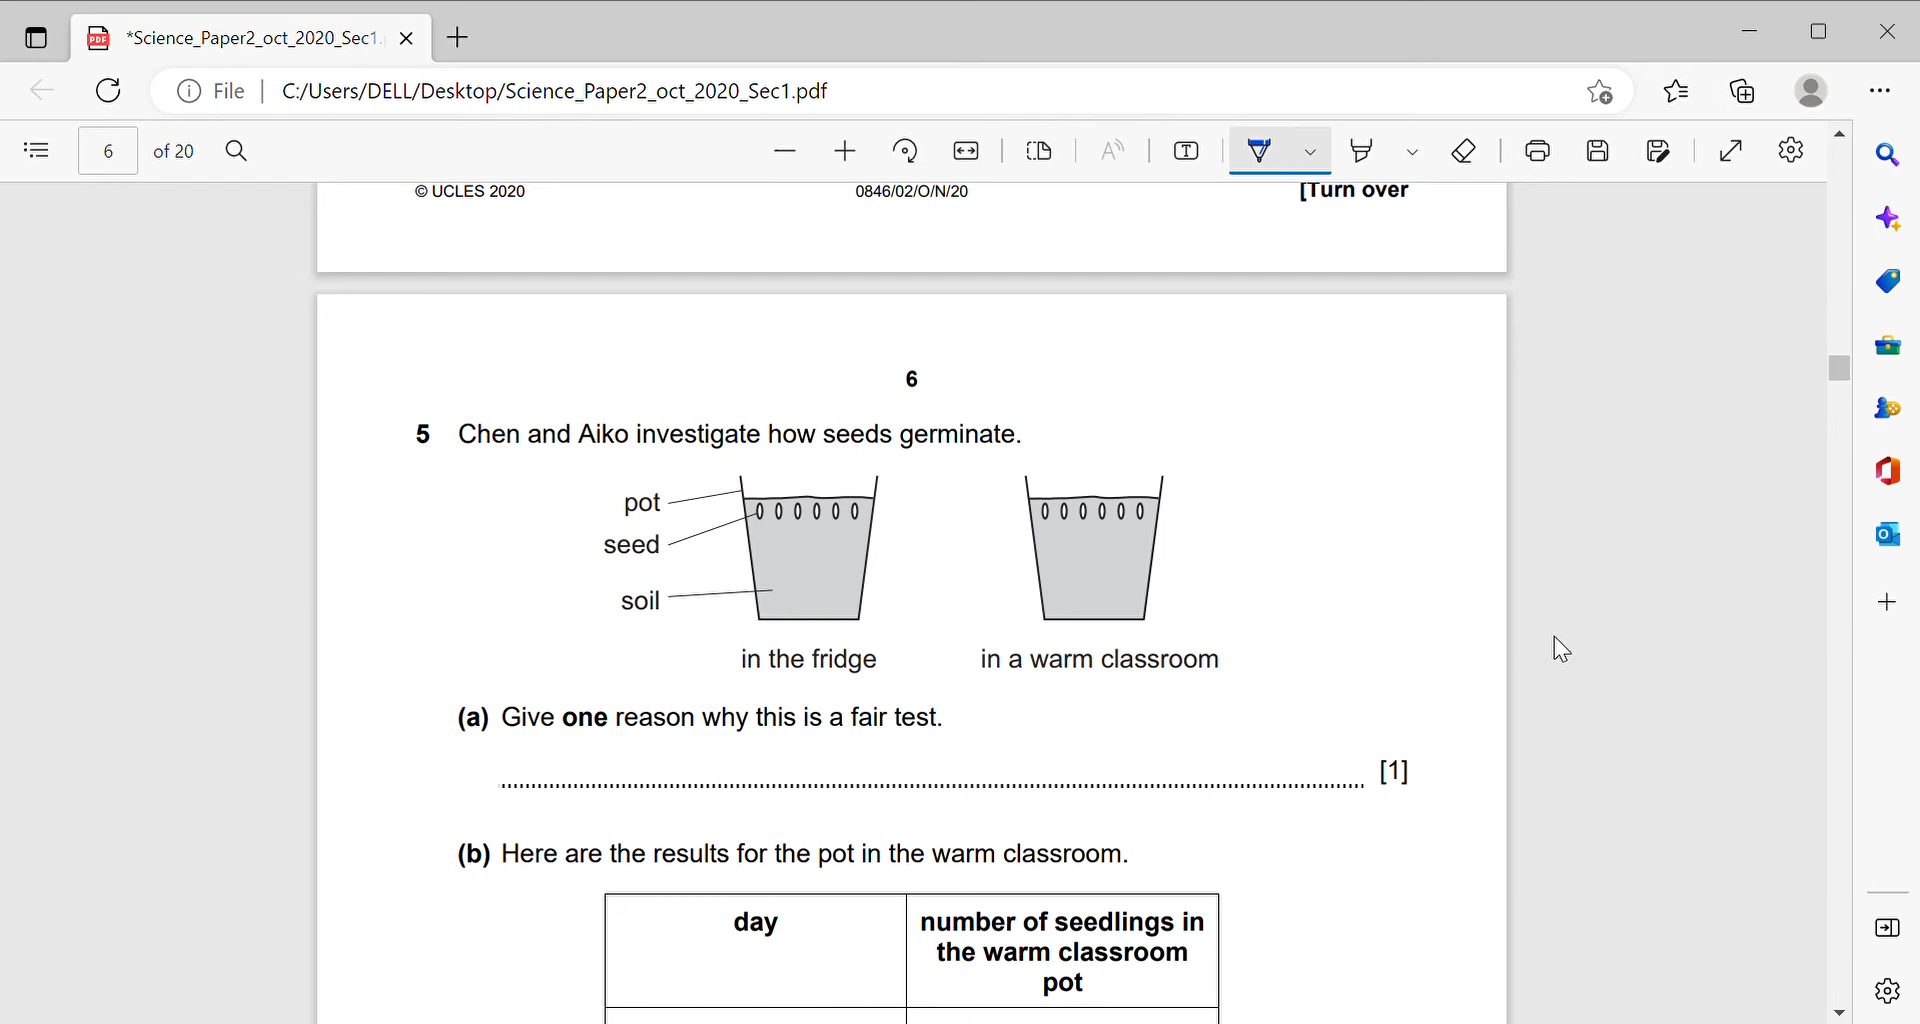 *Science_Paper2_oct_2020_Sec1.
File
C:/Users/DELL/Desktop/Science_Paper2_oct_2020_Sec1.pdf
6 of 20
© UCLES 2020 0846/02/O/N/20 [Turn over
6
5 Chen and Aiko investigate how seeds germinate.
pot
seed
soil
in the fridge in a warm classroom
(a) Give one reason why this is a fair test.
[1]
(b) Here are the results for the pot in the warm classroom.
day
number of seedlings in
the warm classroom
pot